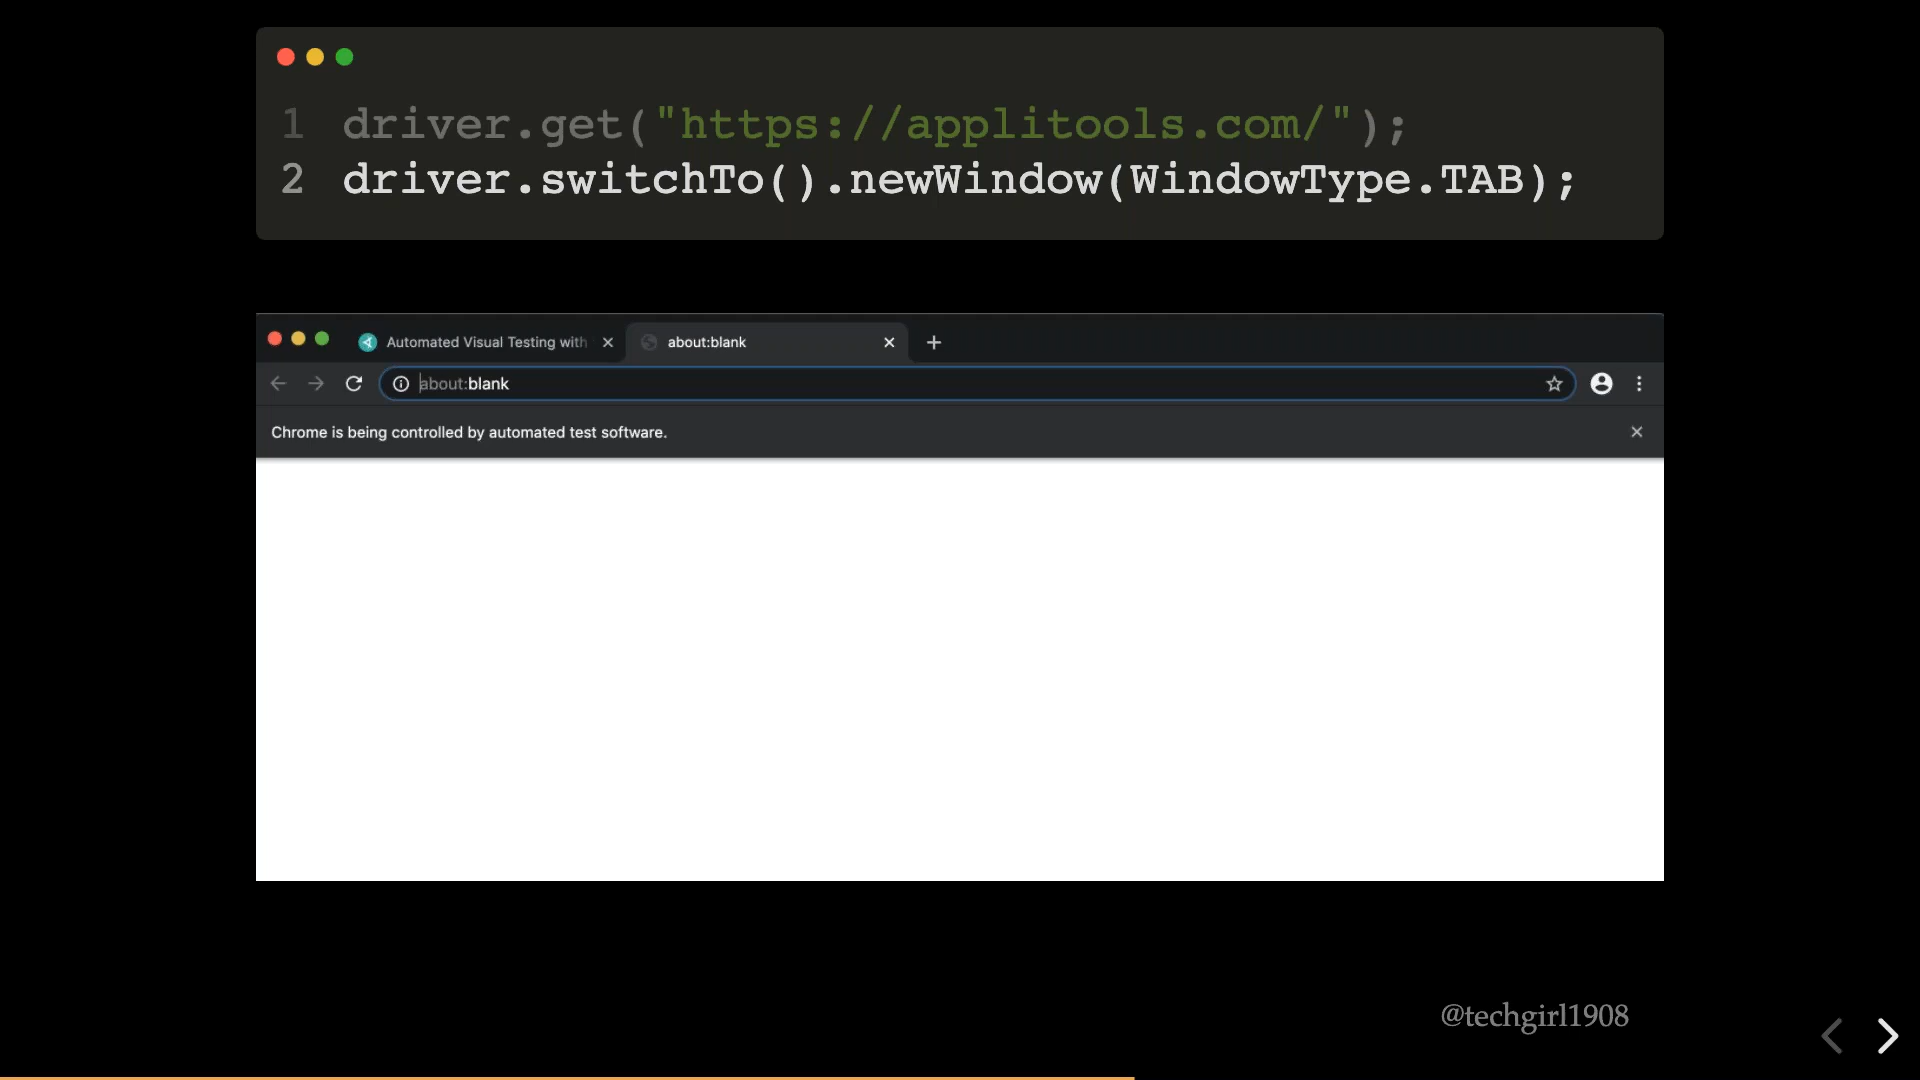 1 driver.get("https://applitools.com/");
2 driver.switchTo().newWindow(WindowType.TAB);
Automated Visual Testing with
about:blank
about:blank
Chrome is being controlled by automated test software.
@techgirl1908